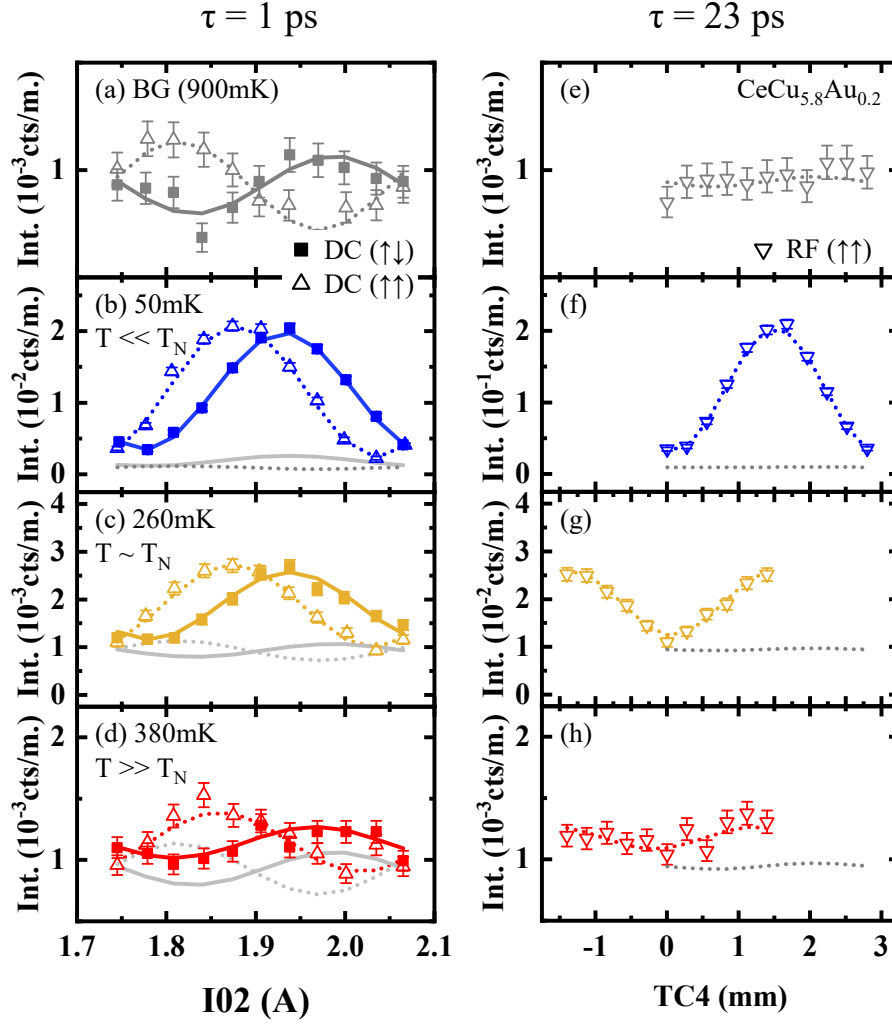 τ = 1 ps
τ = 23 ps
(a) BG (900mK)
Int. (10⁻³cts/m.)
1
DC (↑↓)
DC (↑↑)
(e)
CeCu₅.₈Au₀.₂
Int. (10⁻³cts/m.)
1
RF (↑↑)
(b) 50mK
T << T_N
Int. (10⁻²cts/m.)
2
1
0
(f)
Int. (10⁻¹cts/m.)
2
1
0
(c) 260mK
T ~ T_N
Int. (10⁻³cts/m.)
4
3
2
1
0
(g)
Int. (10⁻²cts/m.)
4
3
2
1
0
(d) 380mK
T >> T_N
Int. (10⁻³cts/m.)
2
1
(h)
Int. (10⁻³cts/m.)
2
1
1.7 1.8 1.9 2.0 2.1
I02 (A)
-1 0 1 2 3
TC4 (mm)